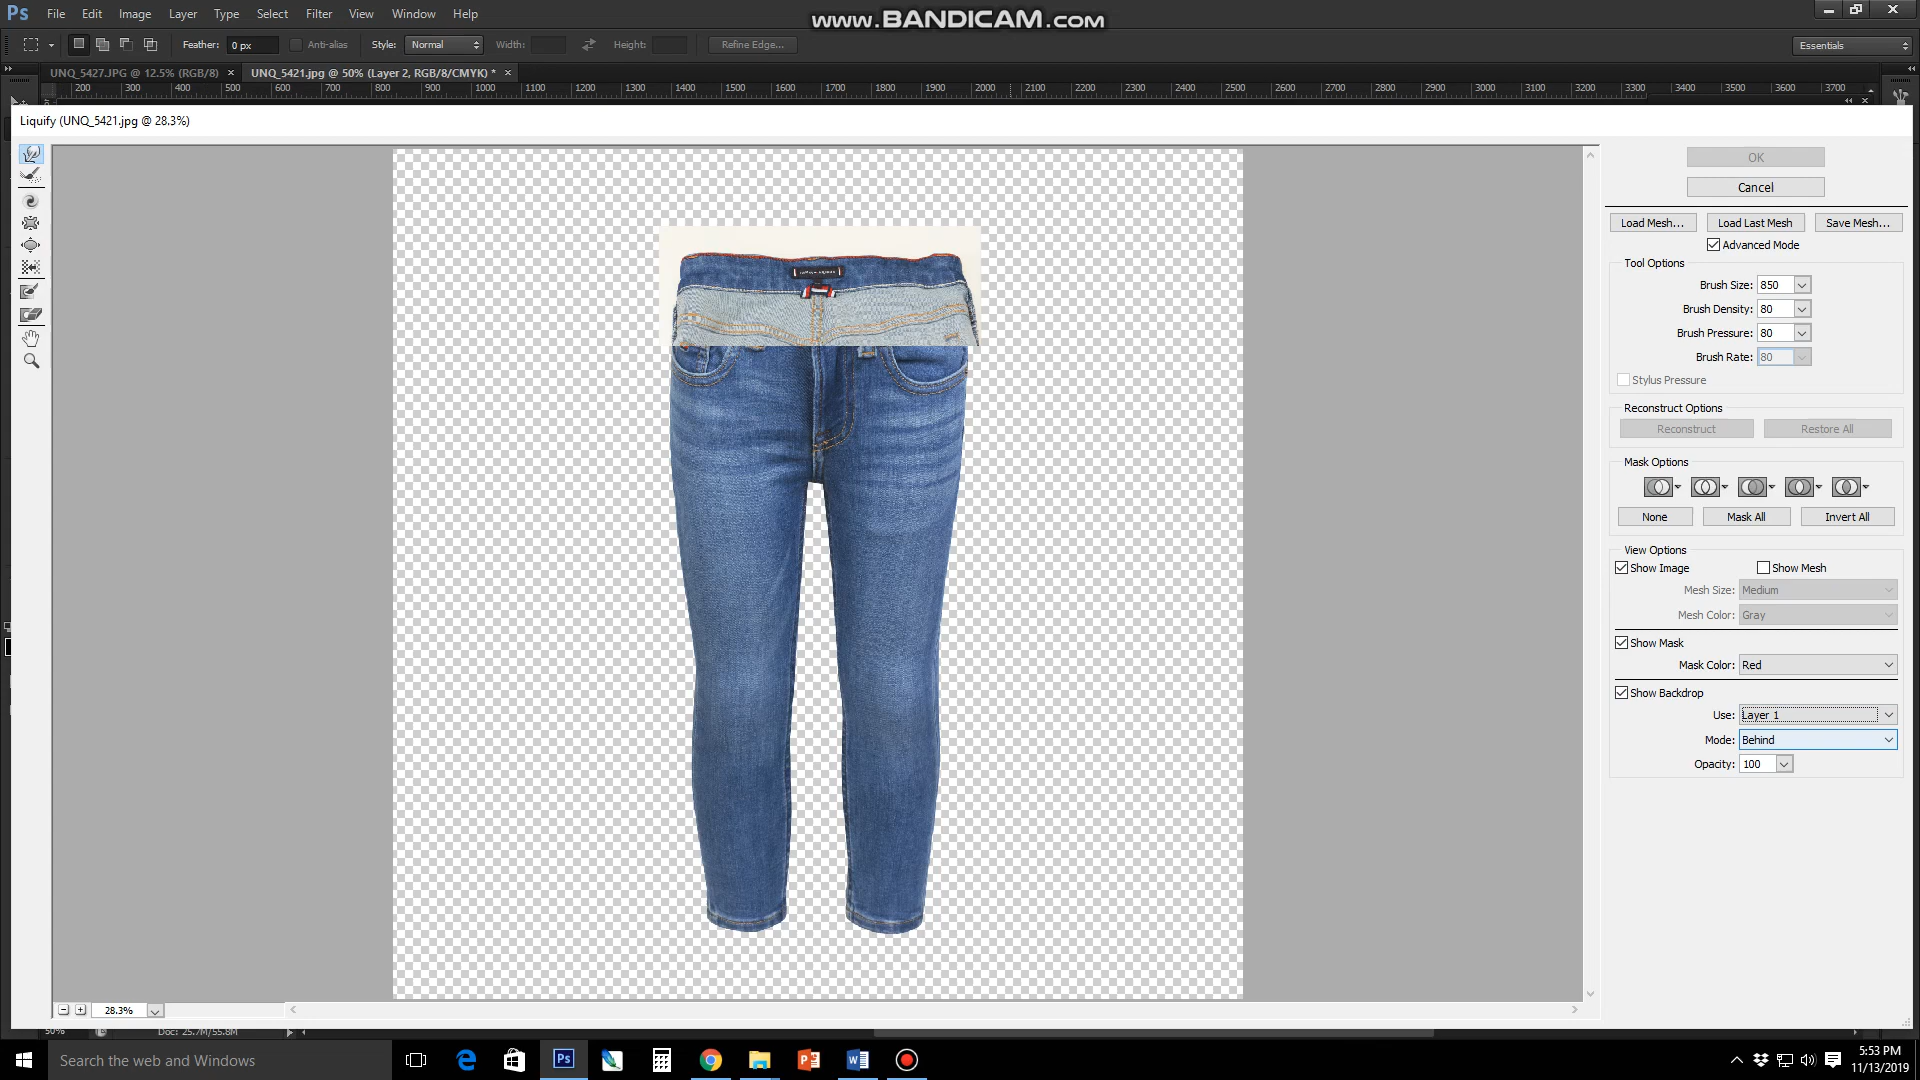 Ps File Edit Image Layer Type Select Filter View Window Help
www.BANDICAM.com
Feather: 0 px Anti-alias Style: Normal Width: Height: Refine Edge... Essentials
UNQ_5427.JPG @ 12.5% (RGB/8) × UNQ_5421.jpg @ 50% (Layer 2, RGB/8/CMYK) * ×
200 300 400 500 600 700 800 900 1000 1100 1200 1300 1400 1500 1600 1700 1800 1900 2000 2100 2200 2300 2400 2500 2600 2700 2800 2900 3000 3100 3200 3300 3400 3500 3600 3700
Liquify (UNQ_5421.jpg @ 28.3%)
OK
Cancel
Load Mesh... Load Last Mesh Save Mesh...
Advanced Mode
Tool Options
Brush Size: 850
Brush Density: 80
Brush Pressure: 80
Brush Rate: 80
Stylus Pressure
Reconstruct Options
Reconstruct Restore All
Mask Options
None Mask All Invert All
View Options
Show Image Show Mesh
Mesh Size: Medium
Mesh Color: Gray
Show Mask
Mask Color: Red
Show Backdrop
Use: Layer 1
Mode: Behind
Opacity: 100
28.3%
50% Doc: 25.7M/55.8M
Search the web and Windows
5:53 PM
11/13/2019